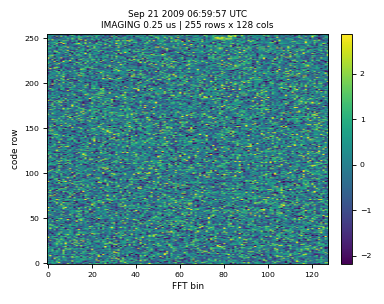 Sep 21 2009 06:59:57 UTC
IMAGING 0.25 us | 255 rows x 128 cols
250
200
150
100
50
0
code row
0 20 40 60 80 100 120
FFT bin
2
1
0
−1
−2